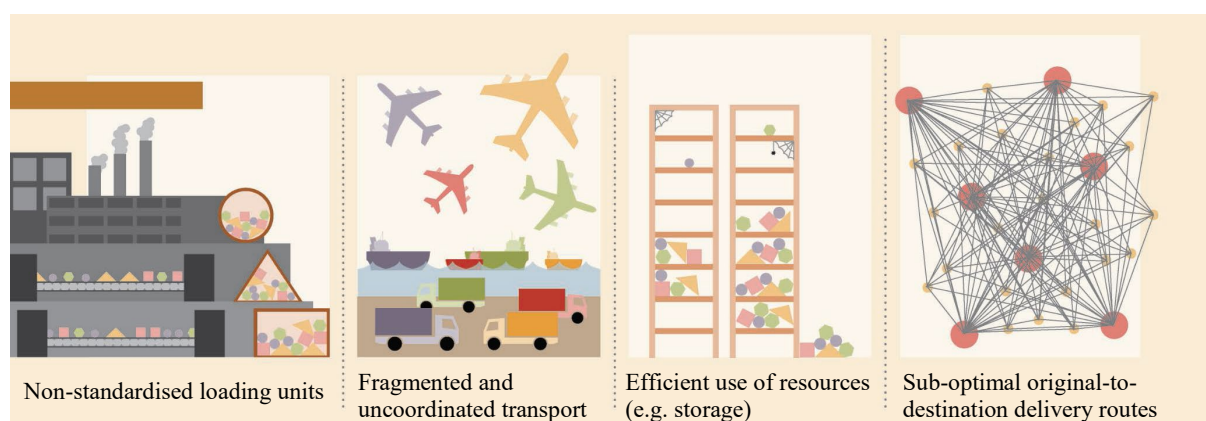 Non-standardised loading units
Fragmented and
uncoordinated transport
Efficient use of resources
(e.g. storage)
Sub-optimal original-to-
destination delivery routes